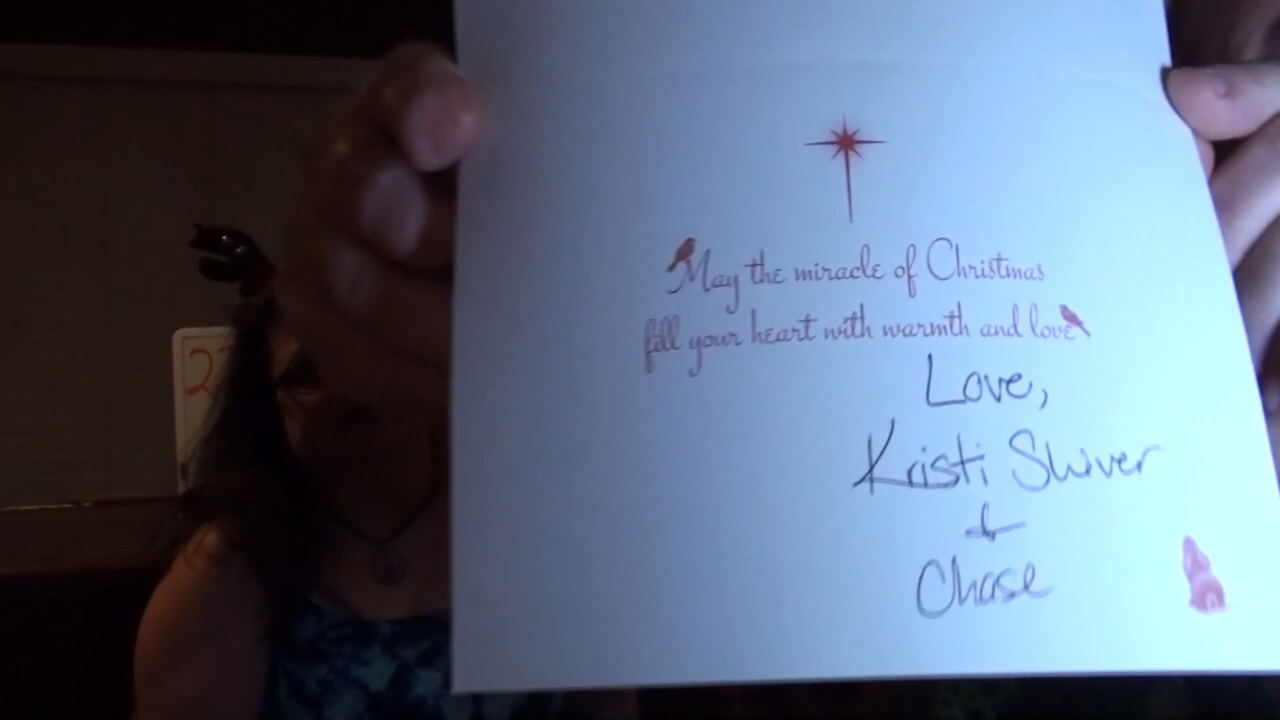 May the miracle of Christmas
fill your heart with warmth and love
Love,
Kristi Shiver
&
Chase